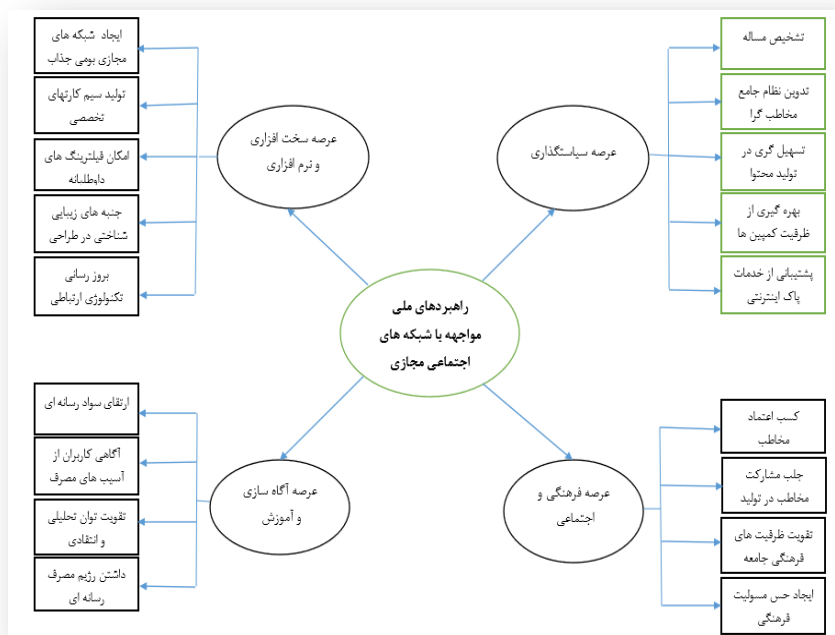 تشخیص مساله
تدوین نظام جامع
مخاطب گرا
تسهیل گری در
تولید محتوا
بهره گیری از
ظرفیت کمپین ها
پشتیبانی از خدمات
پاک اینترنتی
عرصه سیاستگذاری
عرصه سخت افزاری
و نرم افزاری
ایجاد شبکه های
مجازی بومی جذاب
تولید سیم کارتهای
تخصصی
امکان فیلترینگ های
داوطلبانه
جنبه های زیبایی
شناختی در طراحی
بروز رسانی
تکنولوژی ارتباطی
راهبردهای ملی
مواجهه با شبکه های
اجتماعی مجازی
کسب اعتماد
مخاطب
جلب مشارکت
مخاطب در تولید
تقویت ظرفیت های
فرهنگی جامعه
ایجاد حس مسولیت
فرهنگی
عرصه فرهنگی و
اجتماعی
عرصه آگاه سازی
و آموزش
ارتقای سواد رسانه ای
آگاهی کاربران از
آسیب های مصرف
تقویت توان تحلیلی
و انتقادی
داشتن رژیم مصرف
رسانه ای